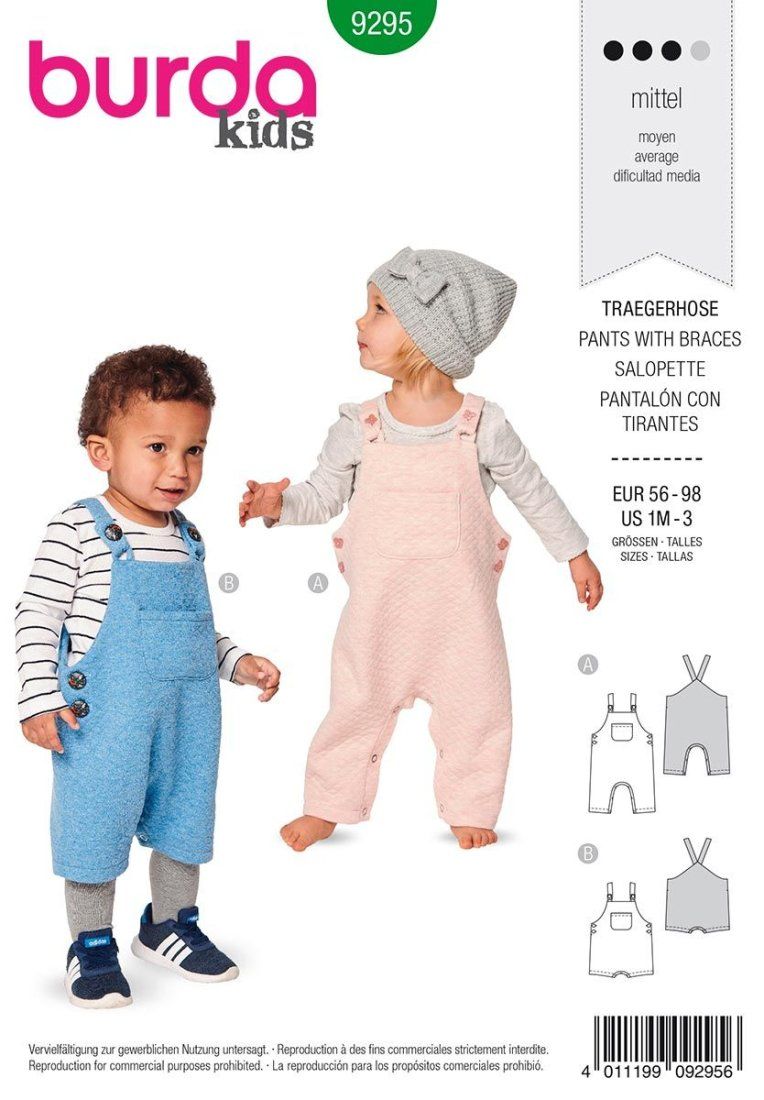 9295
burda
kids
mittel
moyen
average
dificultad media
TRAEGERHOSE
PANTS WITH BRACES
SALOPETTE
PANTALÓN CON
TIRANTES
EUR 56 - 98
US 1M - 3
GRÖSSEN · TALLES
SIZES · TALLAS
B
A
A
B
adidas
Vervielfältigung zu gewerblichen Nutzung untersagt. · Reproduction à des fins commerciales strictement interdite.
Reproduction for commercial purposes prohibited. · La reproducción para los propósitos comerciales prohibió.
4 011199 092956